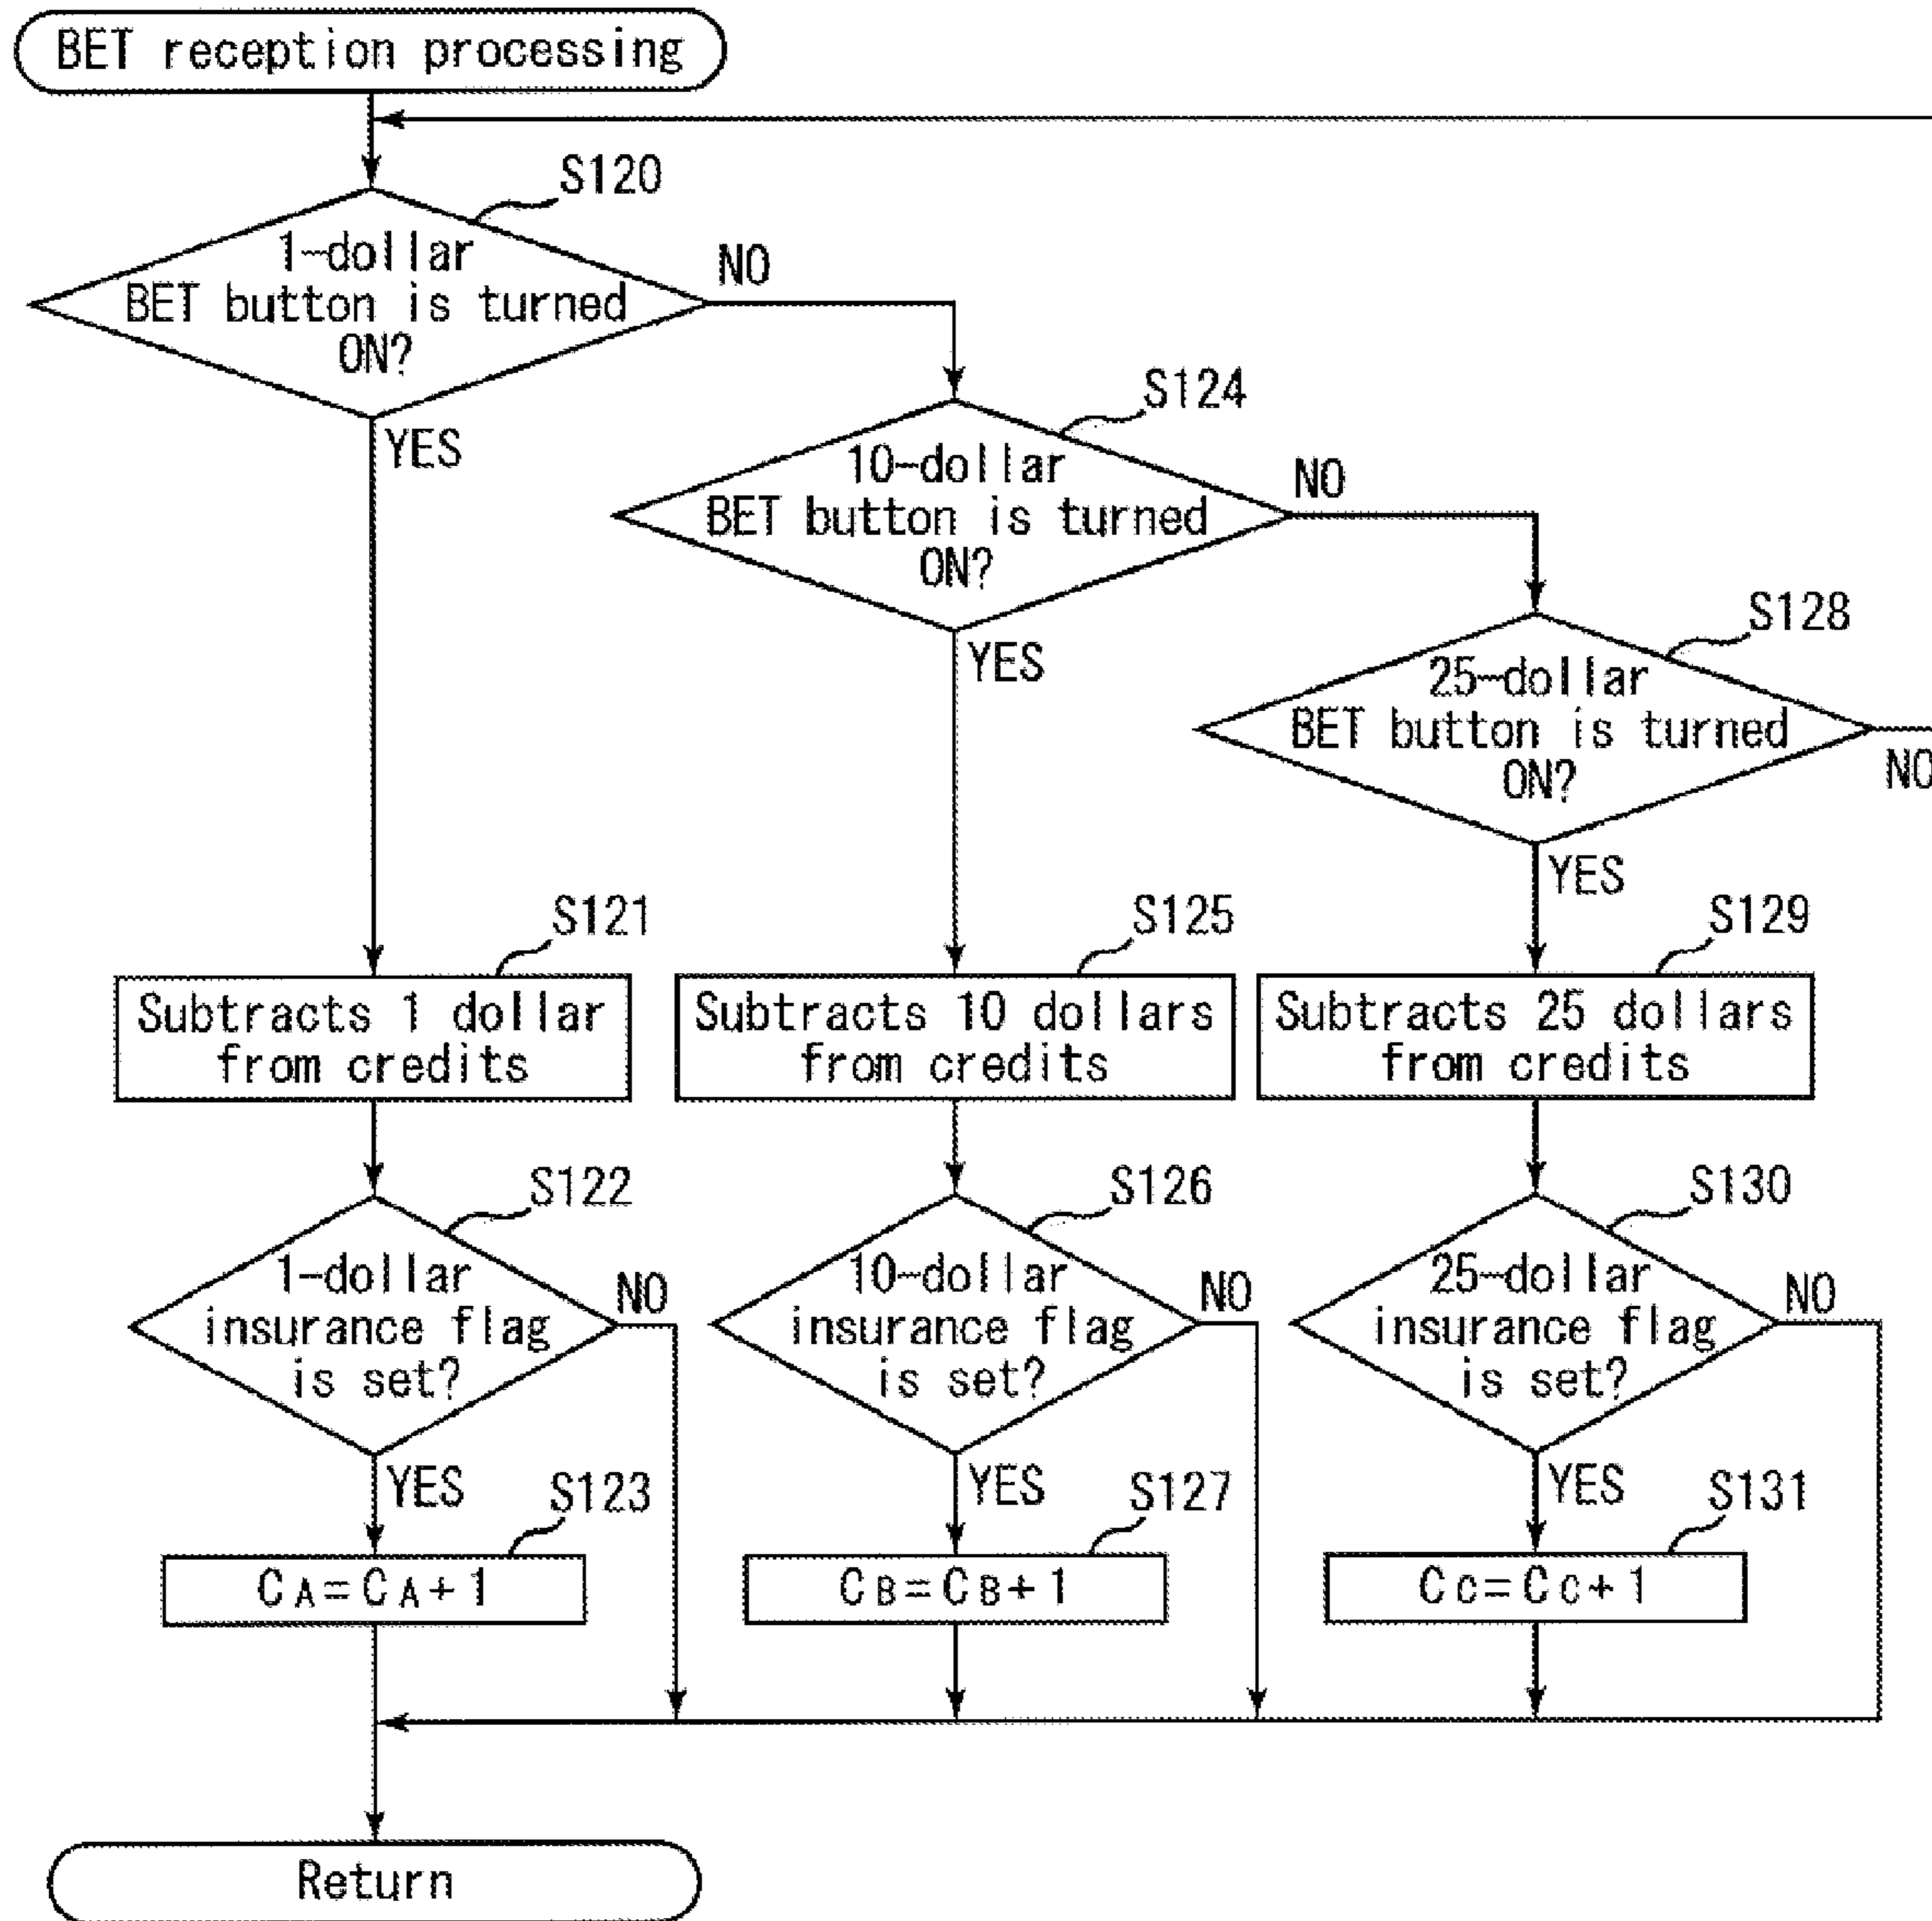 BET reception processing
S120
1-dollar
BET button is turned
ON?
NO
YES
S124
10-dollar
BET button is turned
ON?
NO
YES
S128
25-dollar
BET button is turned
ON?
NO
YES
S121
Subtracts 1 dollar
from credits
S125
Subtracts 10 dollars
from credits
S129
Subtracts 25 dollars
from credits
S122
1-dollar
insurance flag
is set?
NO
YES
S126
10-dollar
insurance flag
is set?
NO
YES
S130
25-dollar
insurance flag
is set?
NO
YES
S123
CA=CA+1
S127
CB=CB+1
S131
CC=CC+1
Return